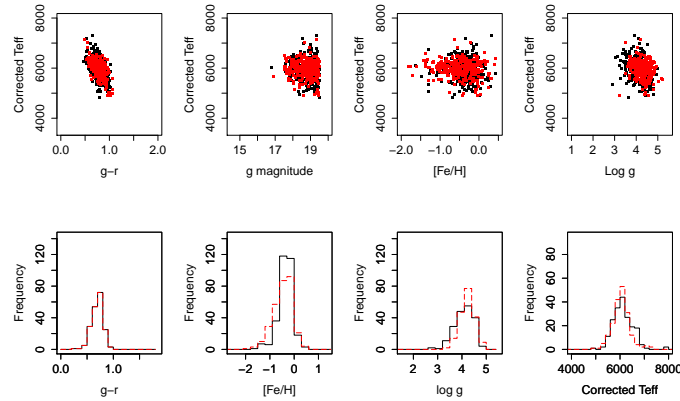 Corrected Teff
4000 6000 8000
0.0 1.0 2.0
g−r
Corrected Teff
4000 6000 8000
15 17 19
g magnitude
Corrected Teff
4000 6000 8000
−2.0 −1.0 0.0
[Fe/H]
Corrected Teff
4000 6000 8000
1 2 3 4 5
Log g
Frequency
0 40 80 120
0.0 1.0
g−r
Frequency
0 40 80 120
−2 −1 0 1
[Fe/H]
Frequency
0 40 80 120
2 3 4 5
log g
Frequency
0 20 40 60 80
4000 6000 8000
Corrected Teff